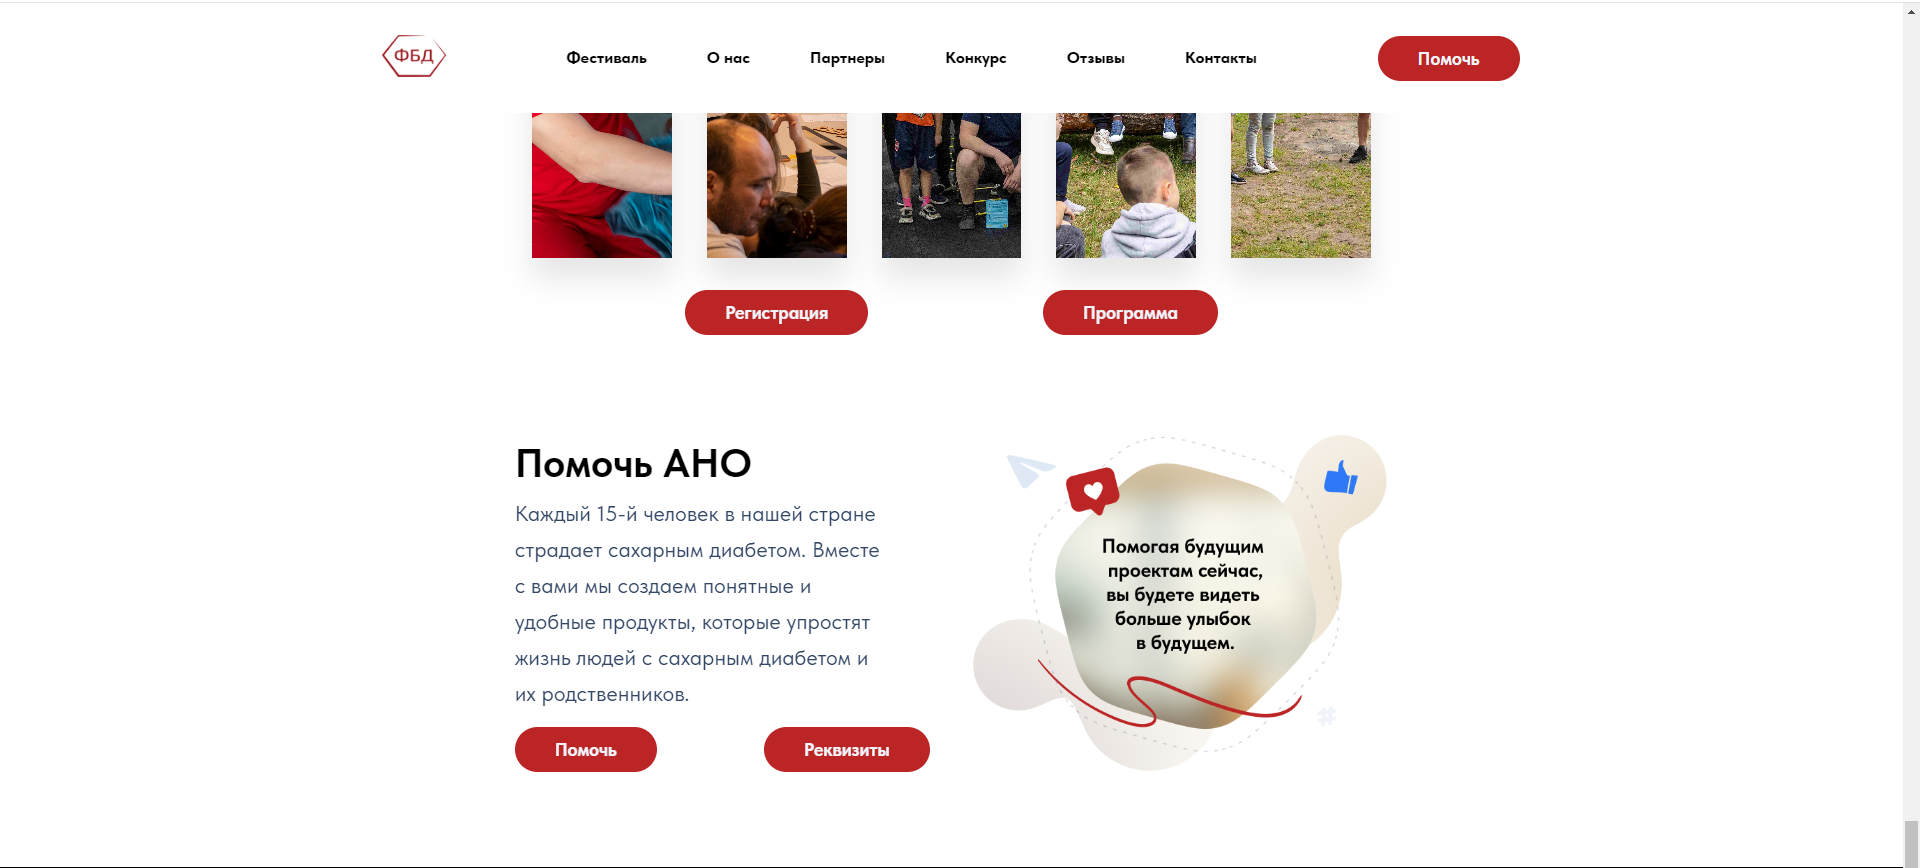 ФБД
Фестиваль
О нас
Партнеры
Конкурс
Отзывы
Контакты
Помочь
Регистрация
Программа
Помочь АНО
Каждый 15-й человек в нашей стране
страдает сахарным диабетом. Вместе
с вами мы создаем понятные и
удобные продукты, которые упростят
жизнь людей с сахарным диабетом и
их родственников.
Помочь
Реквизиты
Помогая будущим
проектам сейчас,
вы будете видеть
больше улыбок
в будущем.
#